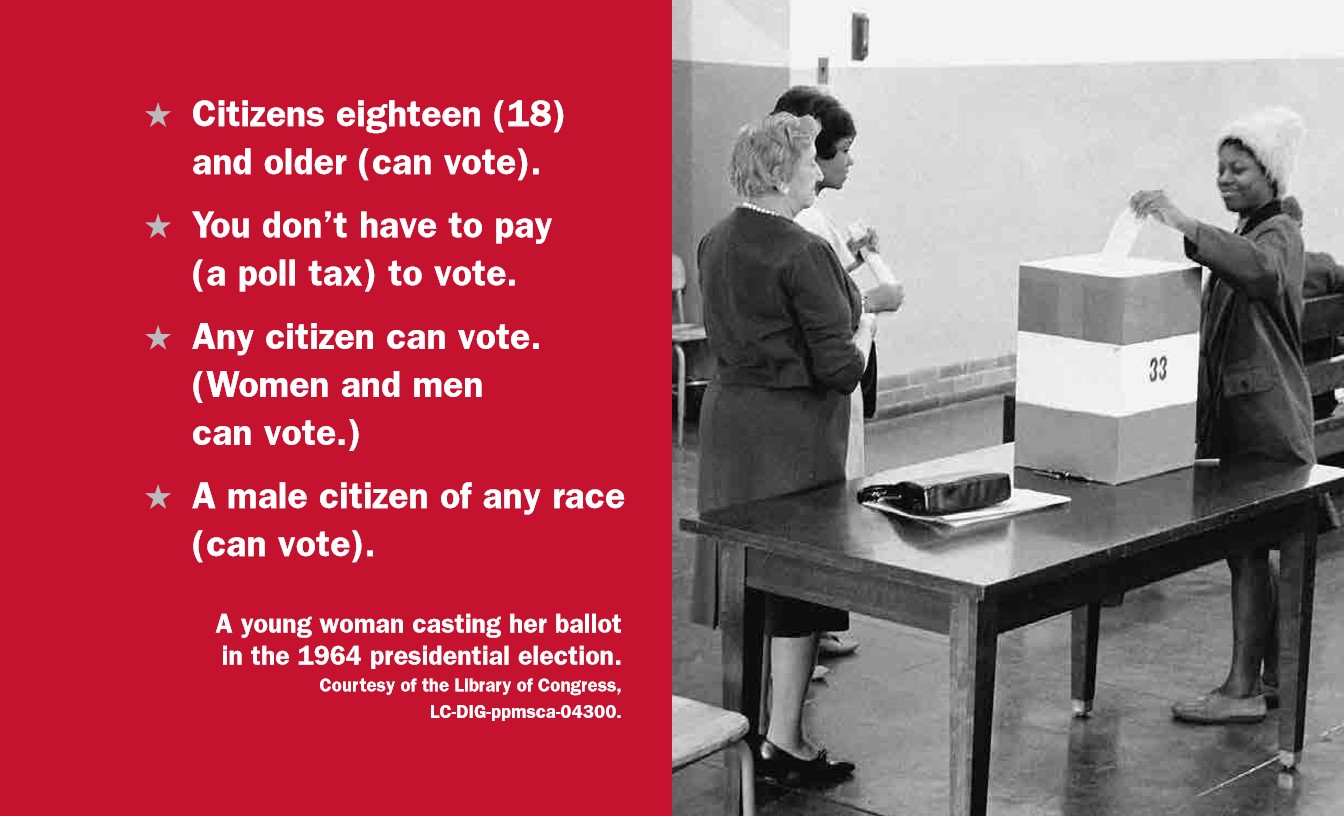 ★ Citizens eighteen (18)
and older (can vote).
★ You don’t have to pay
(a poll tax) to vote.
★ Any citizen can vote.
(Women and men
can vote.)
★ A male citizen of any race
(can vote).
A young woman casting her ballot
in the 1964 presidential election.
Courtesy of the Library of Congress,
LC-DIG-ppmsca-04300.
33